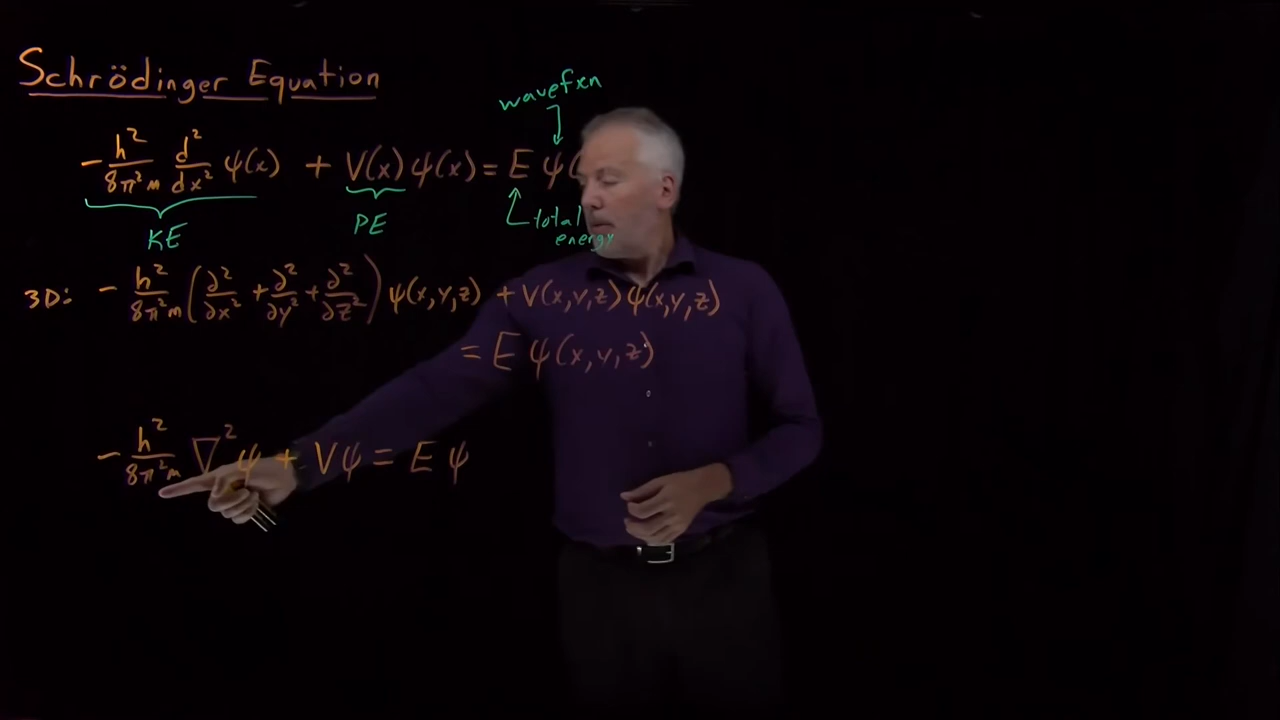 Schrödinger Equation
wavefxn
-h²/8π²m d²/dx² ψ(x) + V(x) ψ(x) = E ψ(
KE PE total
energy
3D: -h²/8π²m (∂²/∂x² + ∂²/∂y² + ∂²/∂z²) ψ(x,y,z) + V(x,y,z) ψ(x,y,z)
= E ψ(x,y,z)
-h²/8π²m ∇²ψ + Vψ = E ψ